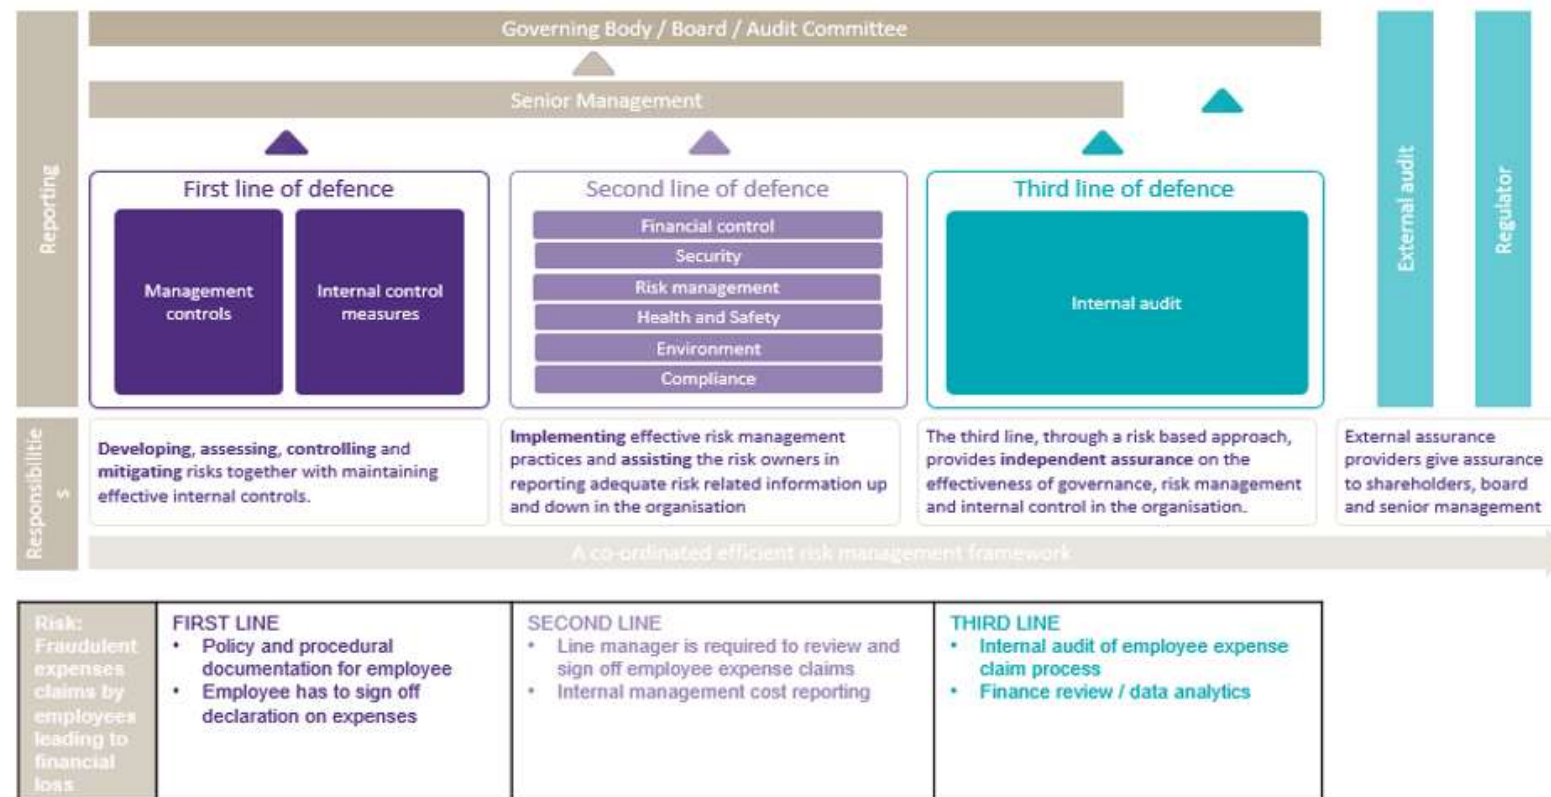 Reporting
Governing Body / Board / Audit Committee
Senior Management
First line of defence
Management
controls
Internal control
measures
Second line of defence
Financial control
Security
Risk management
Health and Safety
Environment
Compliance
Third line of defence
Internal audit
External audit
Regulator
Responsibilitie
s
Developing, assessing, controlling and
mitigating risks together with maintaining
effective internal controls.
Implementing effective risk management
practices and assisting the risk owners in
reporting adequate risk related information up
and down in the organisation
The third line, through a risk based approach,
provides independent assurance on the
effectiveness of governance, risk management
and internal control in the organisation.
External assurance
providers give assurance
to shareholders, board
and senior management
A co-ordinated efficient risk management framework
Risk:
Fraudulent
expenses
claims by
employees
leading to
financial
loss
FIRST LINE
• Policy and procedural
documentation for employee
• Employee has to sign off
declaration on expenses
SECOND LINE
• Line manager is required to review and
sign off employee expense claims
• Internal management cost reporting
THIRD LINE
• Internal audit of employee expense
claim process
• Finance review / data analytics